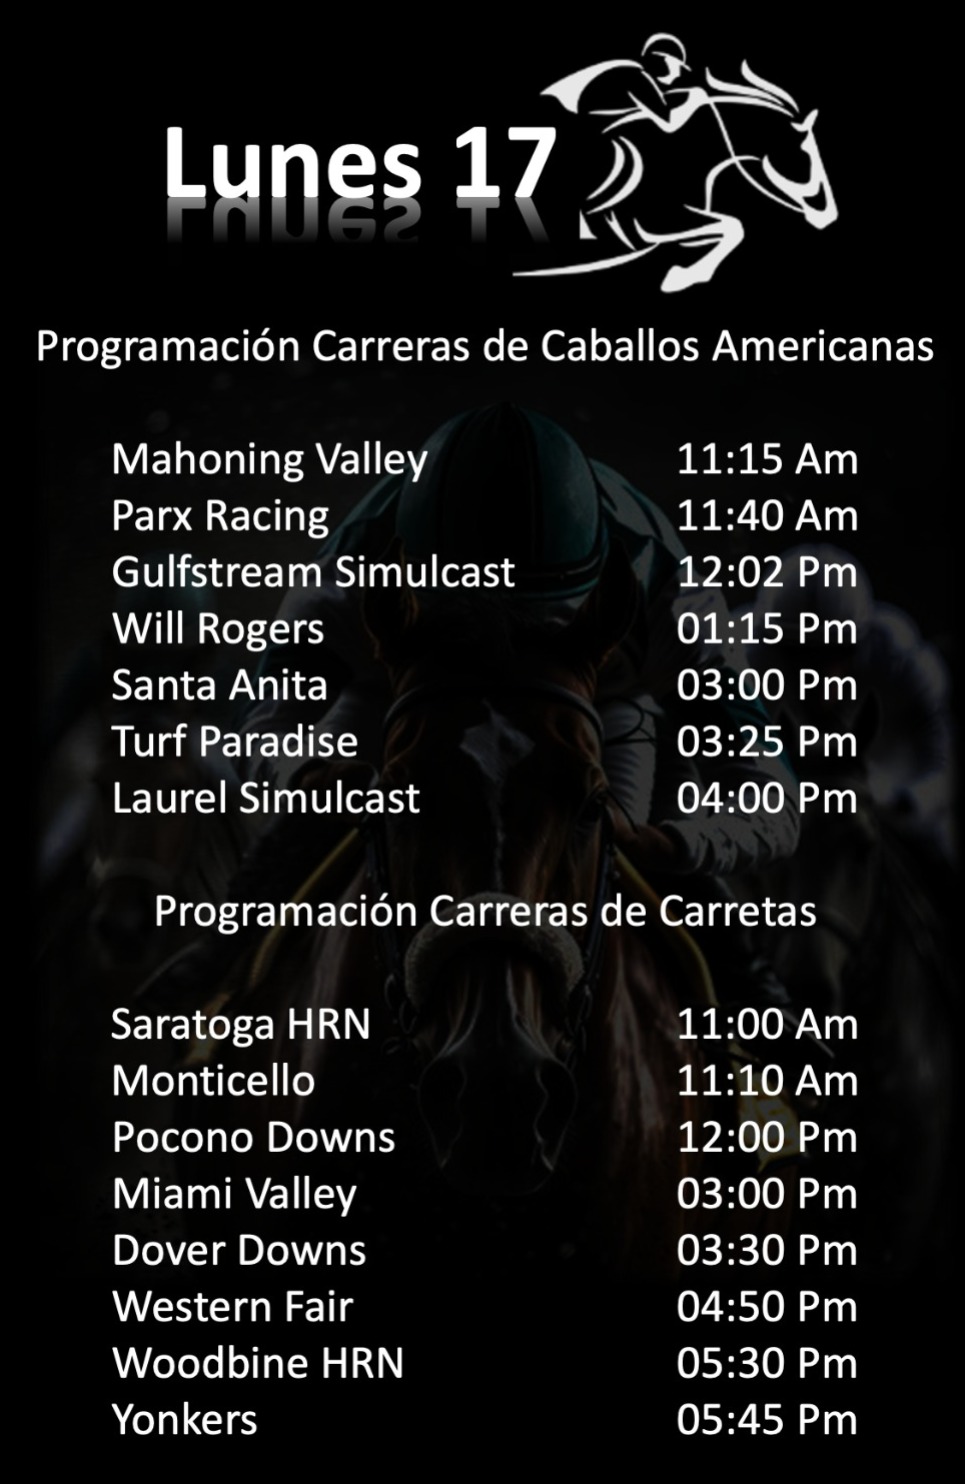 Lunes 17
Programación Carreras de Caballos Americanas
Mahoning Valley 11:15 Am
Parx Racing 11:40 Am
Gulfstream Simulcast 12:02 Pm
Will Rogers 01:15 Pm
Santa Anita 03:00 Pm
Turf Paradise 03:25 Pm
Laurel Simulcast 04:00 Pm
Programación Carreras de Carretas
Saratoga HRN 11:00 Am
Monticello 11:10 Am
Pocono Downs 12:00 Pm
Miami Valley 03:00 Pm
Dover Downs 03:30 Pm
Western Fair 04:50 Pm
Woodbine HRN 05:30 Pm
Yonkers 05:45 Pm